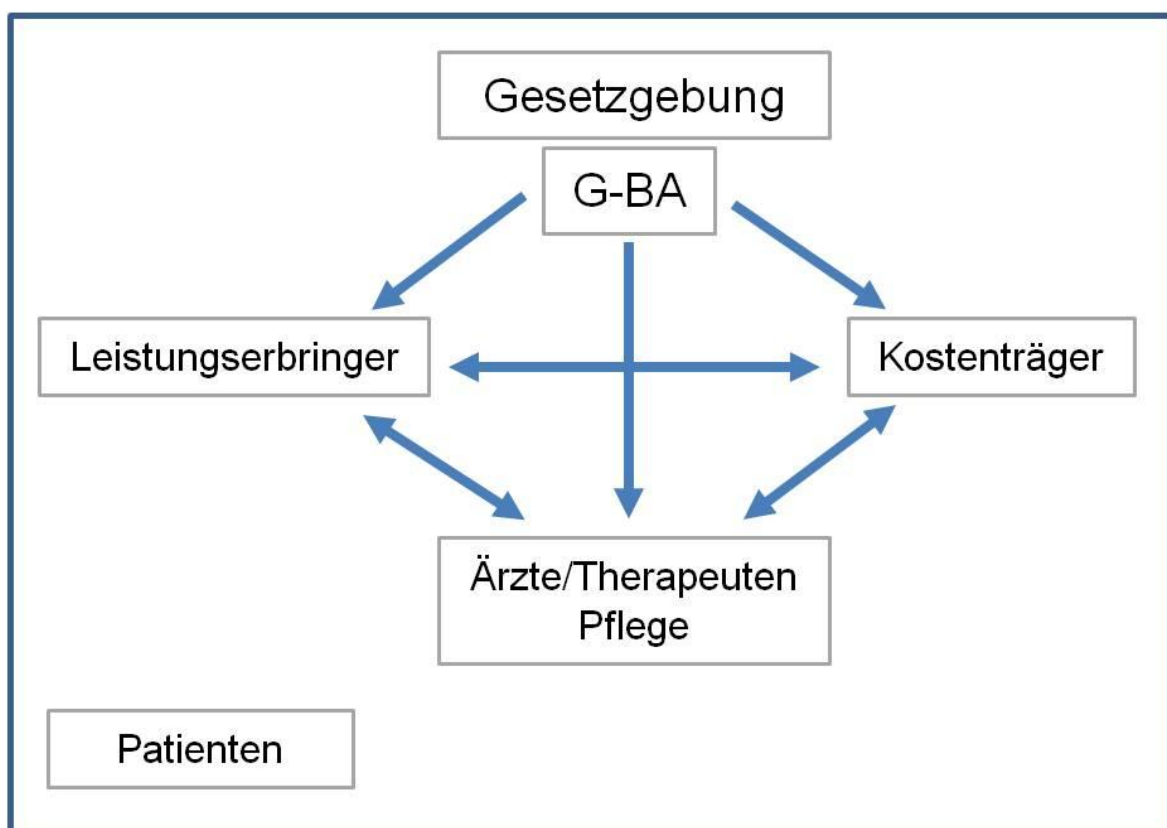 Gesetzgebung
G-BA
Leistungserbringer
Kostenträger
Ärzte/Therapeuten
Pflege
Patienten